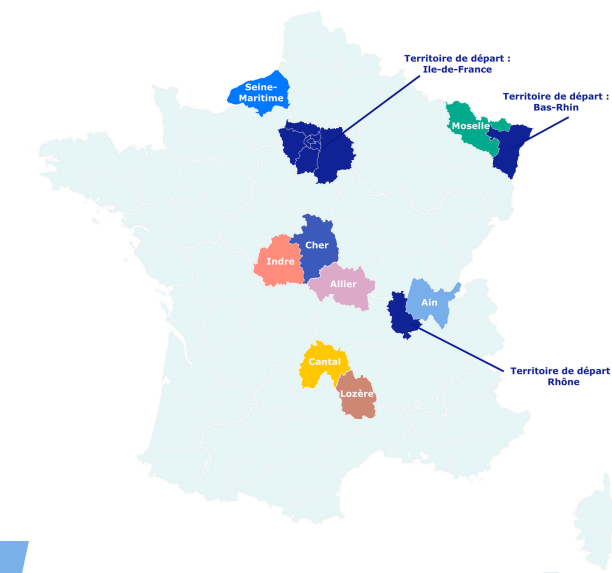 Territoire de départ :
Ile-de-France
Seine-
Maritime
Territoire de départ :
Bas-Rhin
Moselle
Cher
Indre
Allier
Ain
Cantal
Lozère
Territoire de départ
Rhône